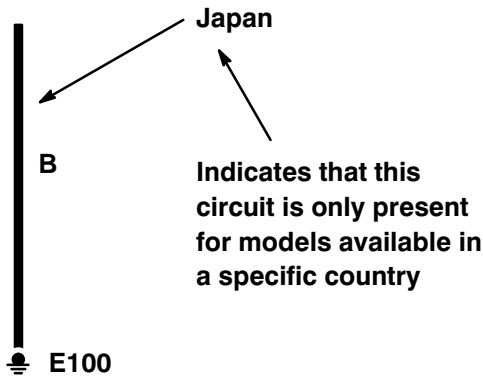 Japan
B
Indicates that this
circuit is only present
for models available in
a specific country
E100